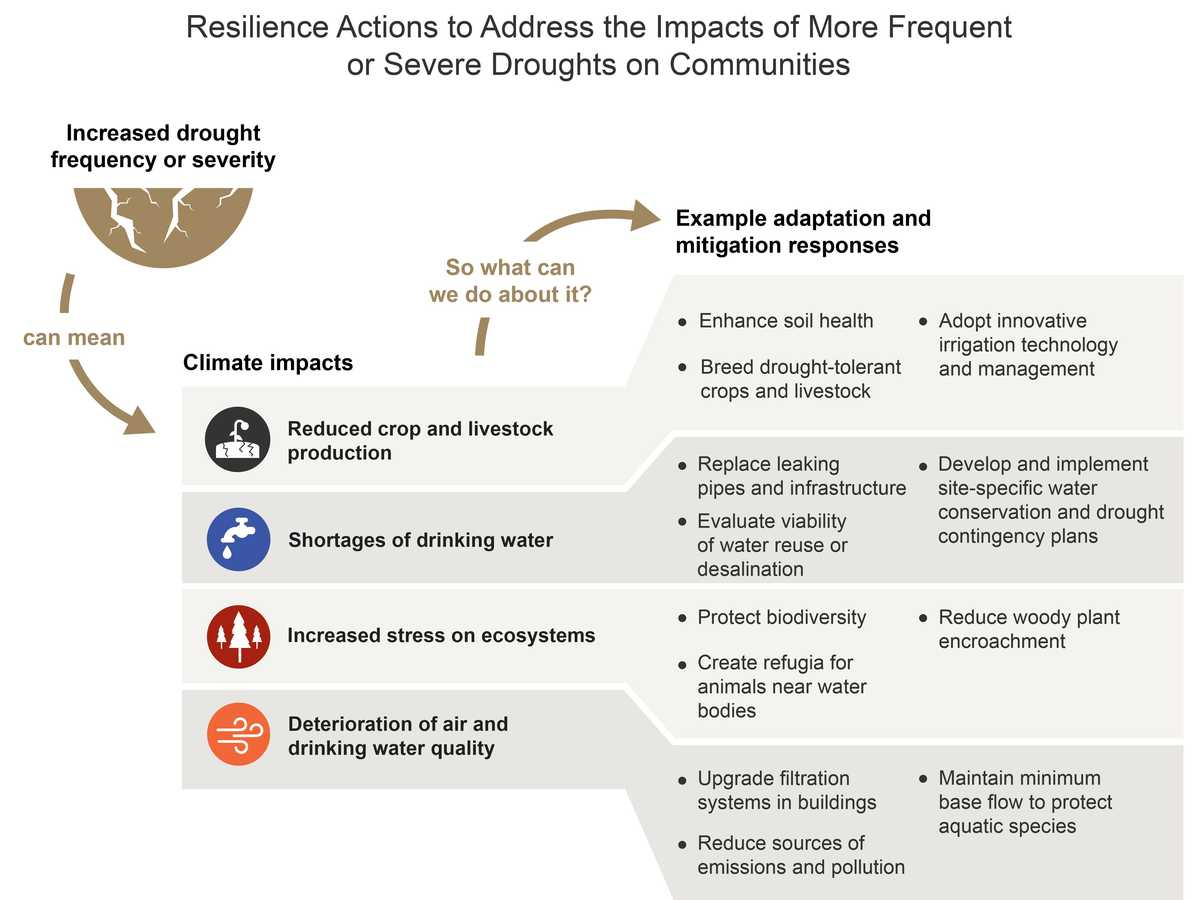 Resilience Actions to Address the Impacts of More Frequent
or Severe Droughts on Communities
Increased drought
frequency or severity
can mean
Climate impacts
So what can
we do about it?
Example adaptation and
mitigation responses
Reduced crop and livestock
production
• Enhance soil health
• Breed drought-tolerant
crops and livestock
• Adopt innovative
irrigation technology
and management
Shortages of drinking water
• Replace leaking
pipes and infrastructure
• Evaluate viability
of water reuse or
desalination
• Develop and implement
site-specific water
conservation and drought
contingency plans
Increased stress on ecosystems
• Protect biodiversity
• Create refugia for
animals near water
bodies
• Reduce woody plant
encroachment
Deterioration of air and
drinking water quality
• Upgrade filtration
systems in buildings
• Reduce sources of
emissions and pollution
• Maintain minimum
base flow to protect
aquatic species